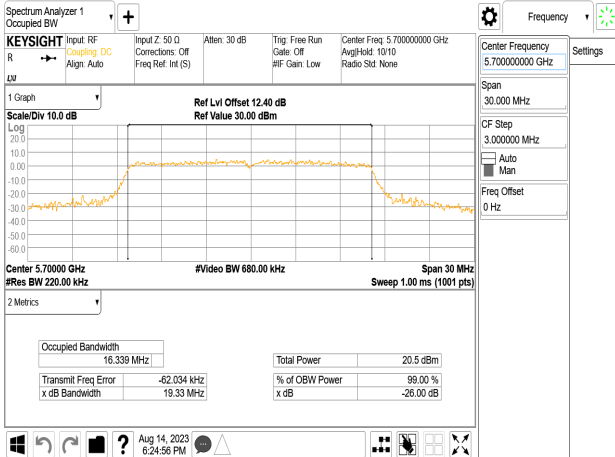 Spectrum Analyzer 1
Occupied BW
KEYSIGHT
R
Input: RF
Coupling: DC
Align: Auto
Input Z: 50 Ω
Corrections: Off
Freq Ref: Int (S)
Atten: 30 dB
Trig: Free Run
Gate: Off
#IF Gain: Low
Center Freq: 5.700000000 GHz
Avg|Hold: 10/10
Radio Std: None
Frequency
Center Frequency
5.700000000 GHz
Settings
Span
30.000 MHz
CF Step
3.000000 MHz
Auto
Man
Freq Offset
0 Hz
1 Graph
Scale/Div 10.0 dB
Ref Lvl Offset 12.40 dB
Ref Value 30.00 dBm
Log
20.0
10.0
0.00
-10.0
-20.0
-30.0
-40.0
-50.0
-60.0
Center 5.70000 GHz
#Res BW 220.00 kHz
#Video BW 680.00 kHz
Span 30 MHz
Sweep 1.00 ms (1001 pts)
2 Metrics
Occupied Bandwidth
16.339 MHz
Total Power 20.5 dBm
Transmit Freq Error -62.034 kHz
% of OBW Power 99.00 %
x dB Bandwidth 19.33 MHz
x dB -26.00 dB
?
Aug 14, 2023
6:24:56 PM